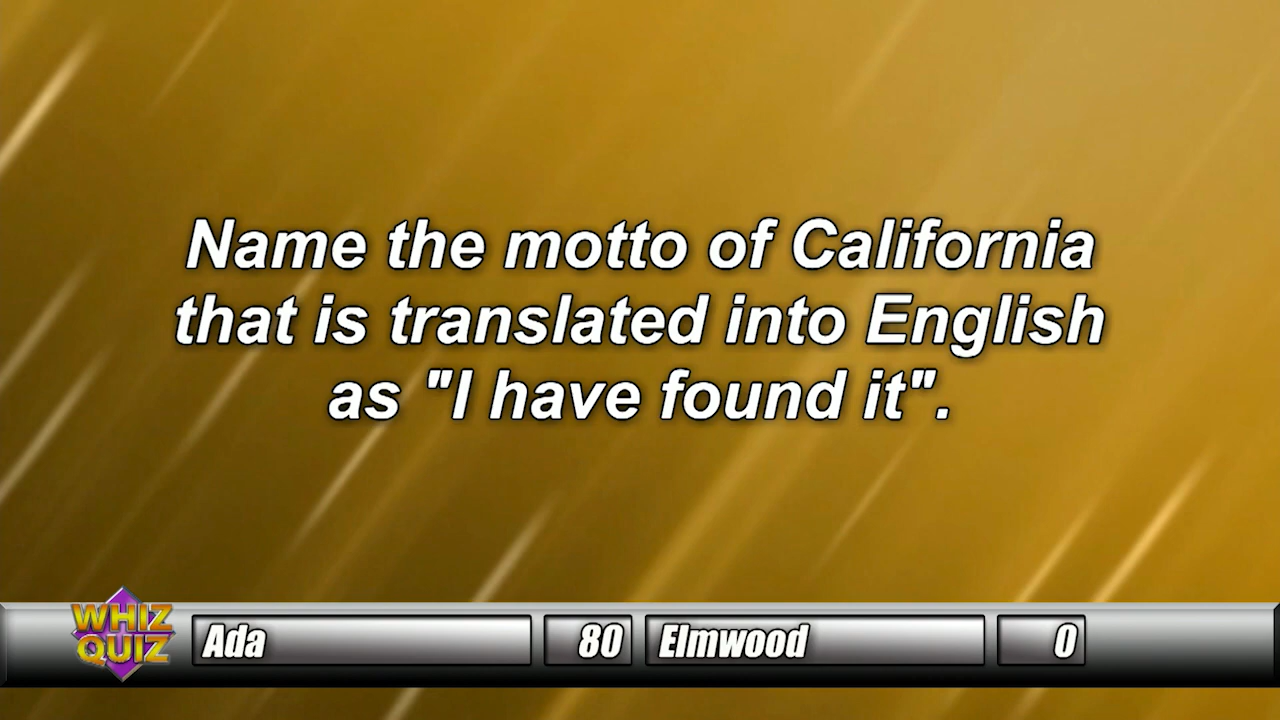 Name the motto of California
that is translated into English
as "I have found it".
WHIZ
QUIZ
Ada 80 Elmwood 0